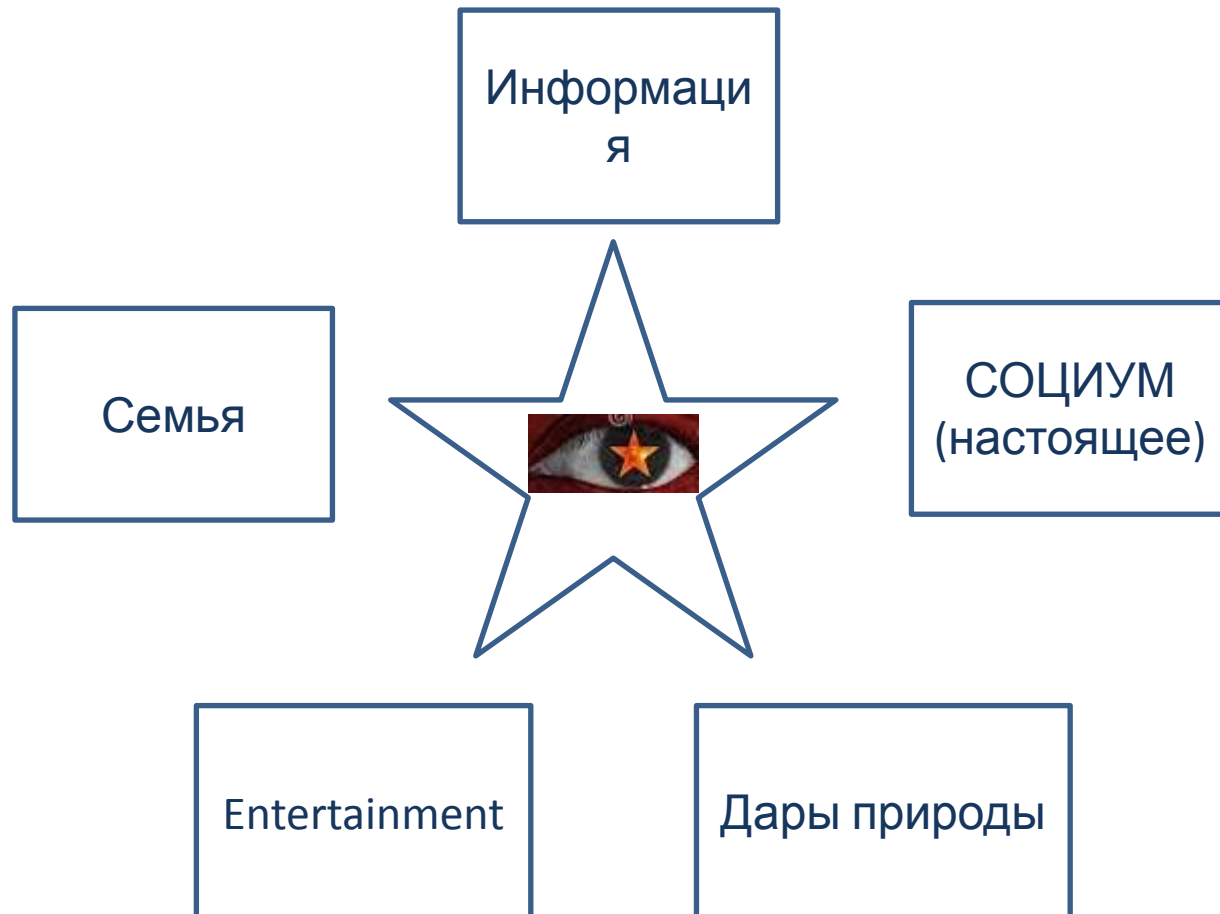 Информаци
я
Семья
СОЦИУМ
(настоящее)
Entertainment
Дары природы